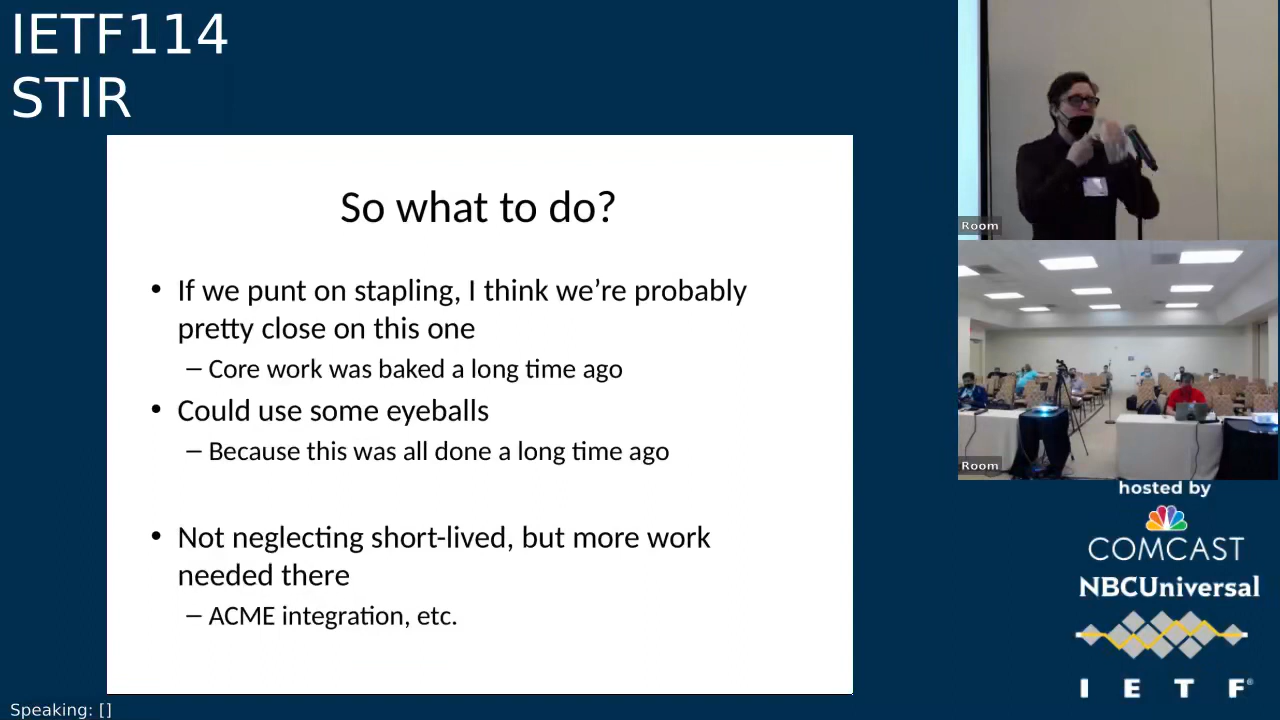 IETF114
STIR
So what to do?
• If we punt on stapling, I think we’re probably
pretty close on this one
– Core work was baked a long time ago
• Could use some eyeballs
– Because this was all done a long time ago
• Not neglecting short-lived, but more work
needed there
– ACME integration, etc.
Room
Room
hosted by
COMCAST
NBCUniversal
I E T F®
Speaking: []